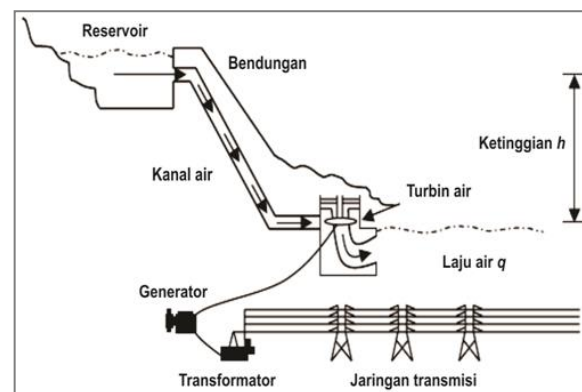 Reservoir
Bendungan
Ketinggian h
Kanal air
Turbin air
Laju air q
Generator
Transformator
Jaringan transmisi